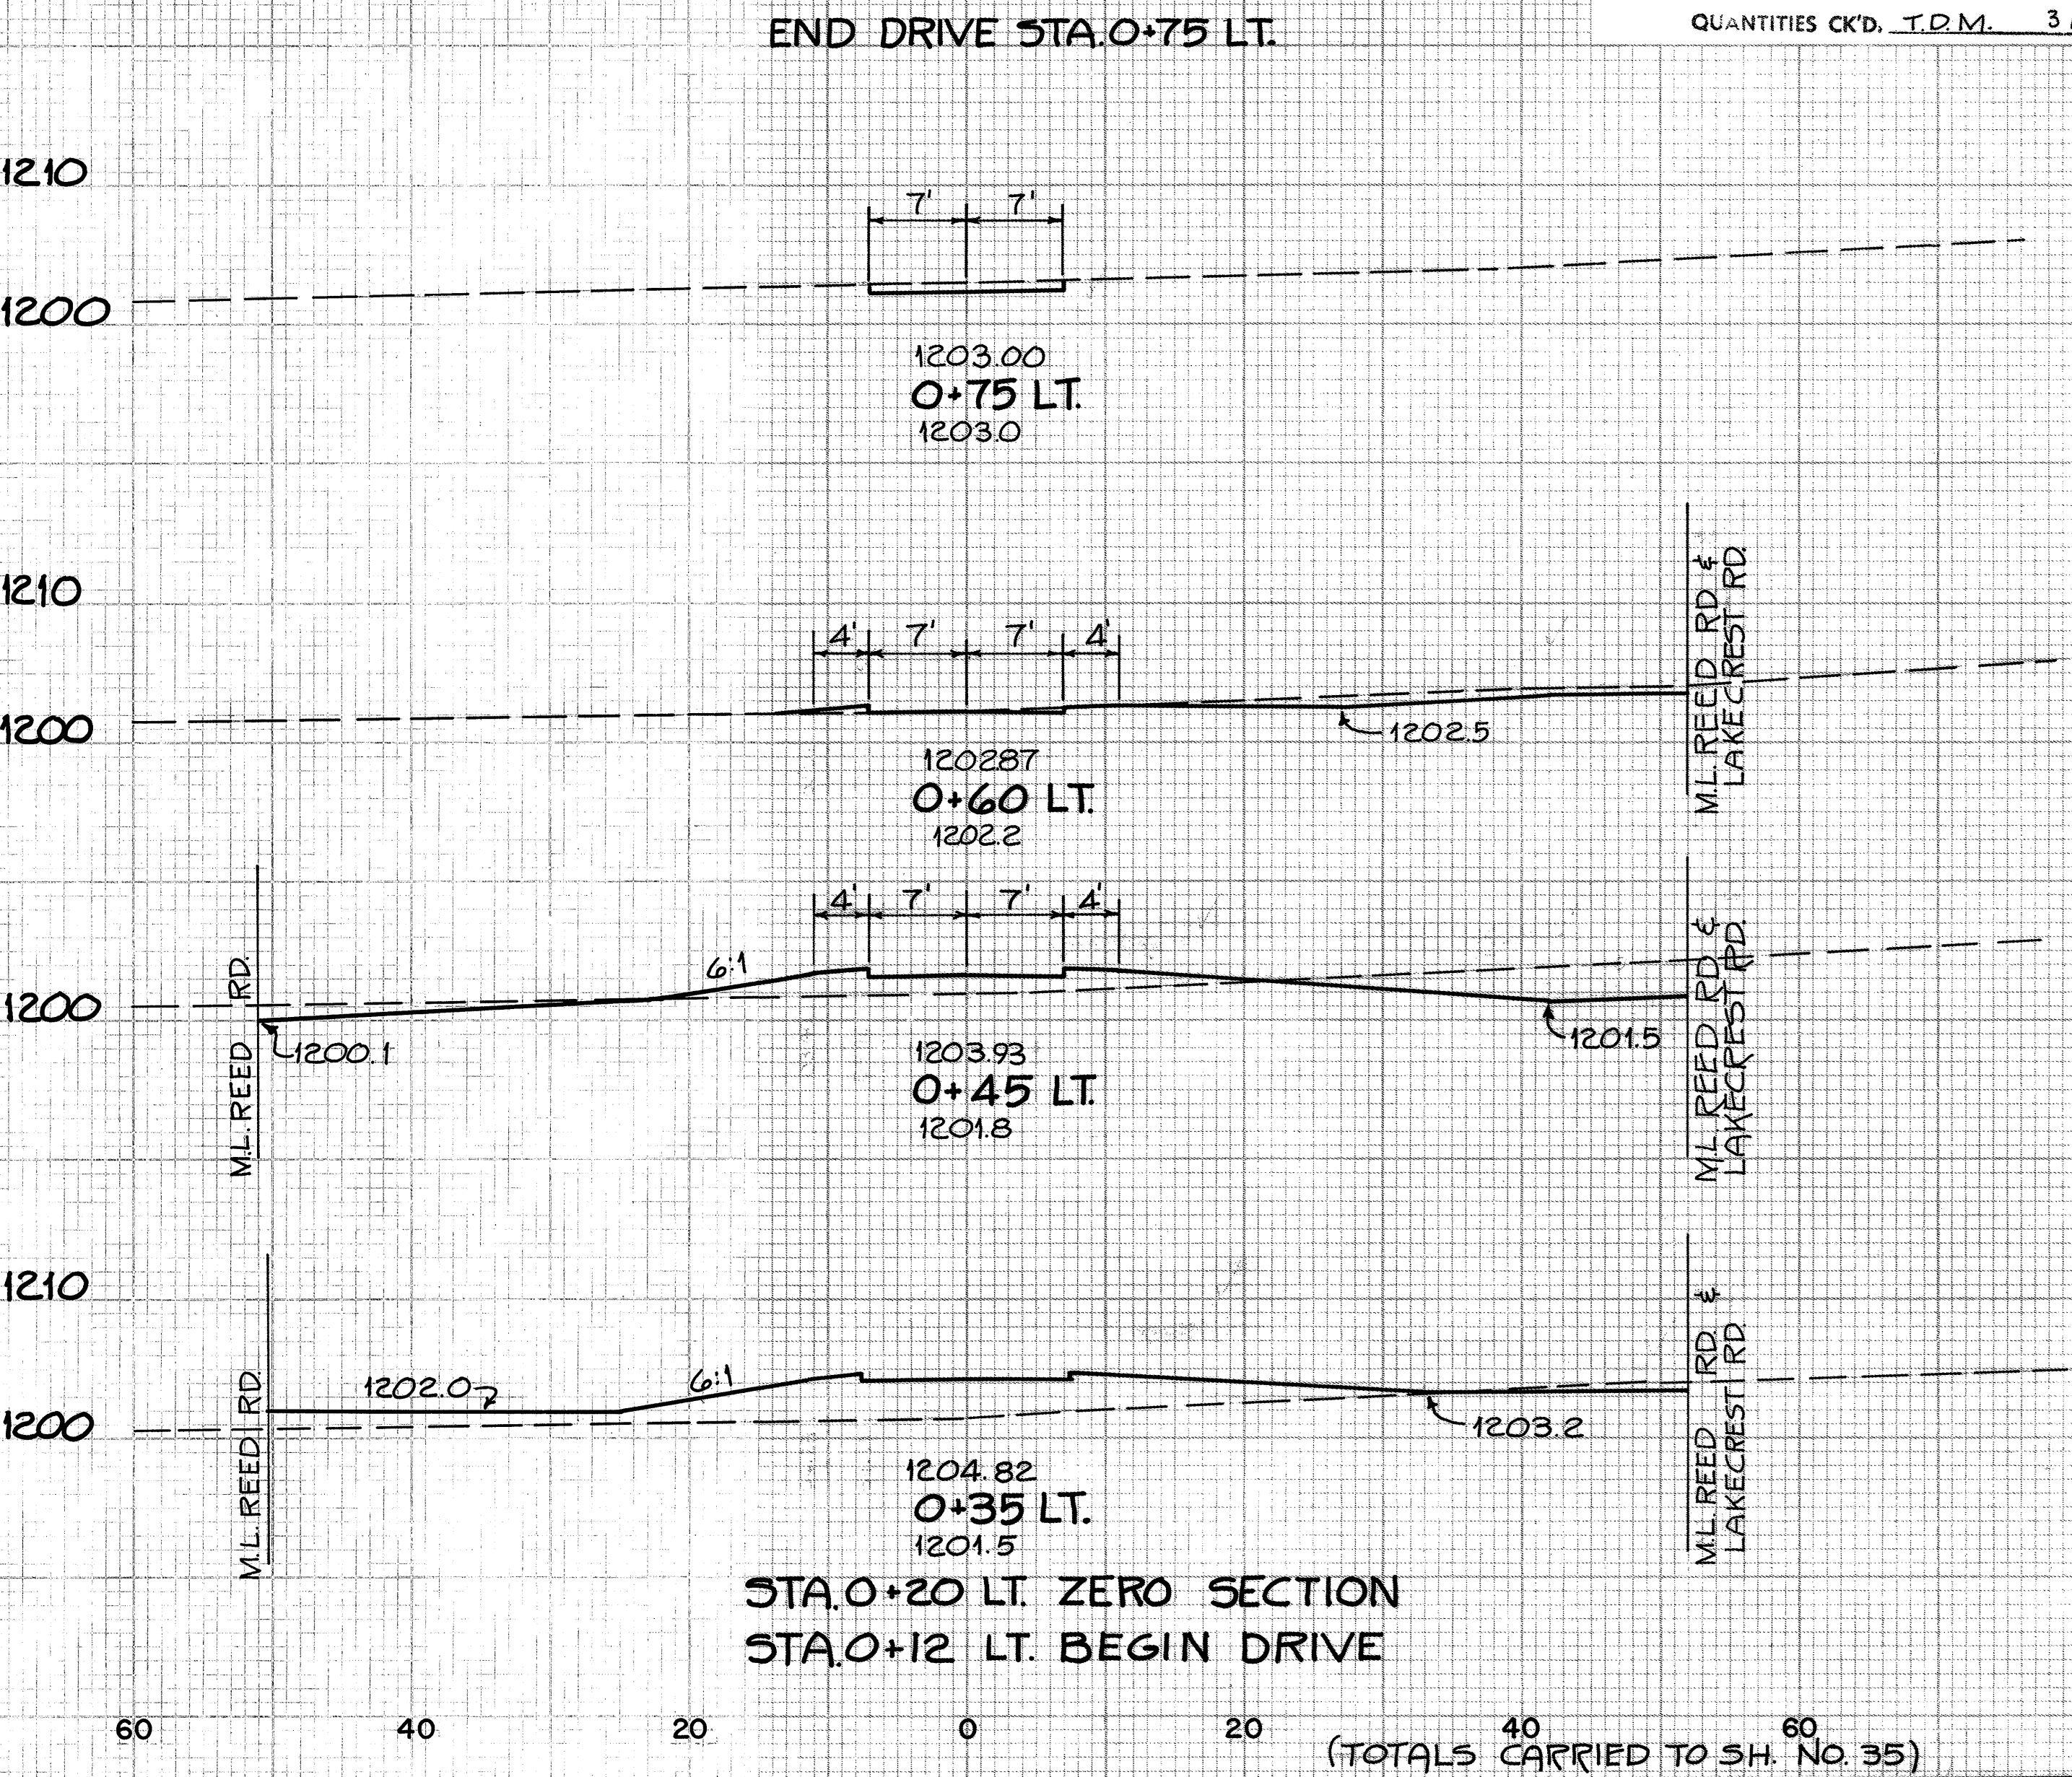 END DRIVE STA.0+75 LT.
QUANTITIES CK'D. T.D.M. 3
1210
7' 7'
1200
1203.00
0+75 LT.
1203.0
1210
4' 7' 7' 4'
M.L.REED RD &
LAKECREST RD.
1200
1202.5
120287
0+60 LT.
1202.2
4' 7' 7' 4'
M.L.REED RD.
6:1
M.L. REED RD &
LAKECREST RD.
1200
1200.1
1201.5
1203.93
0+45 LT.
1201.8
1210
M.L.REED RD.
1202.0
6:1
M.L.REED RD. &
LAKECREST RD.
1200
1203.2
1204.82
0+35 LT.
1201.5
STA.0+20 LT. ZERO SECTION
STA.0+12 LT. BEGIN DRIVE
60 40 20 0 20 40 60
(TOTALS CARRIED TO SH. NO. 35)